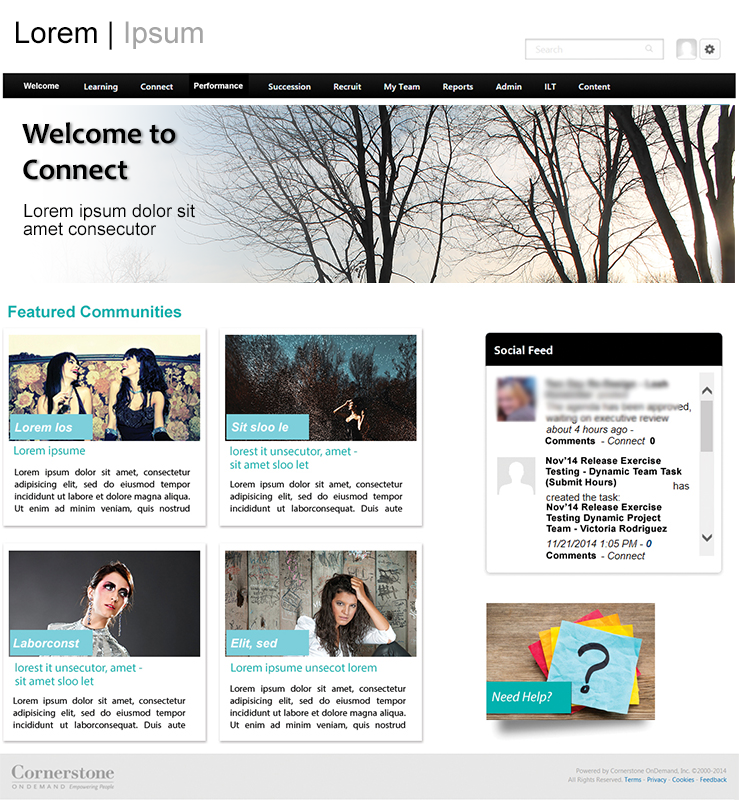 Lorem | Ipsum
Search
Welcome Learning Connect Performance Succession Recruit My Team Reports Admin ILT Content
Welcome to
Connect
Lorem ipsum dolor sit
amet consecutor
Featured Communities
Lorem los
Lorem ipsume
Lorem ipsum dolor sit amet, consectetur
adipisicing elit, sed do eiusmod tempor
incididunt ut labore et dolore magna aliqua.
Ut enim ad minim veniam, quis nostrud
Sit sloo le
lorest it unsecutor, amet -
sit amet sloo let
Lorem ipsum dolor sit amet, consectetur
adipisicing elit, sed do eiusmod tempor
incididunt ut laborconsequat. Duis aute
Laborconst
lorest it unsecutor, amet -
sit amet sloo let
Lorem ipsum dolor sit amet, consectetur
adipisicing elit, sed do eiusmod tempor
incididunt ut laborconsequat. Duis aute
Elit, sed
Lorem ipsume unsecot lorem
Lorem ipsum dolor sit amet, consectetur
adipisicing elit, sed do eiusmod tempor
incididunt ut labore et dolore magna aliqua.
Ut enim ad minim veniam, quis nostrud
Social Feed
The agenda has been approved,
waiting on executive review
about 4 hours ago -
Comments - Connect 0
Nov'14 Release Exercise
Testing - Dynamic Team Task
(Submit Hours) has
created the task:
Nov'14 Release Exercise
Testing Dynamic Project
Team - Victoria Rodriguez
11/21/2014 1:05 PM - 0
Comments - Connect
?
Need Help?
Cornerstone
ONDEMAND Empowering People
Powered by Cornerstone OnDemand, Inc. ©2000-2014
All Rights Reserved. Terms - Privacy - Cookies - Feedback